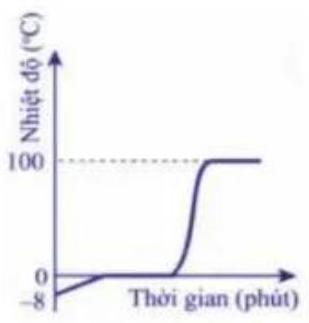 Nhiệt độ (°C)
100
0
-8
Thời gian (phút)